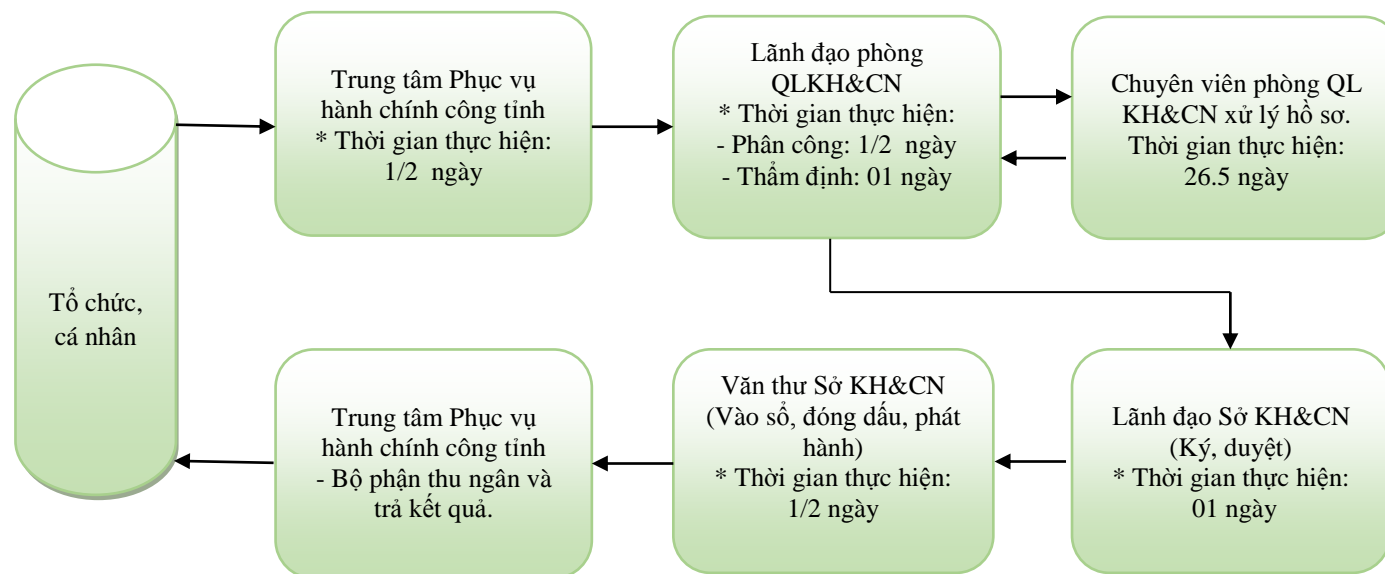 Tổ chức,
cá nhân
Trung tâm Phục vụ
hành chính công tỉnh
* Thời gian thực hiện:
1/2 ngày
Lãnh đạo phòng
QLKH&CN
* Thời gian thực hiện:
- Phân công: 1/2 ngày
- Thẩm định: 01 ngày
Chuyên viên phòng QL
KH&CN xử lý hồ sơ.
Thời gian thực hiện:
26.5 ngày
Lãnh đạo Sở KH&CN
(Ký, duyệt)
* Thời gian thực hiện:
01 ngày
Văn thư Sở KH&CN
(Vào sổ, đóng dấu, phát
hành)
* Thời gian thực hiện:
1/2 ngày
Trung tâm Phục vụ
hành chính công tỉnh
- Bộ phận thu ngân và
trả kết quả.